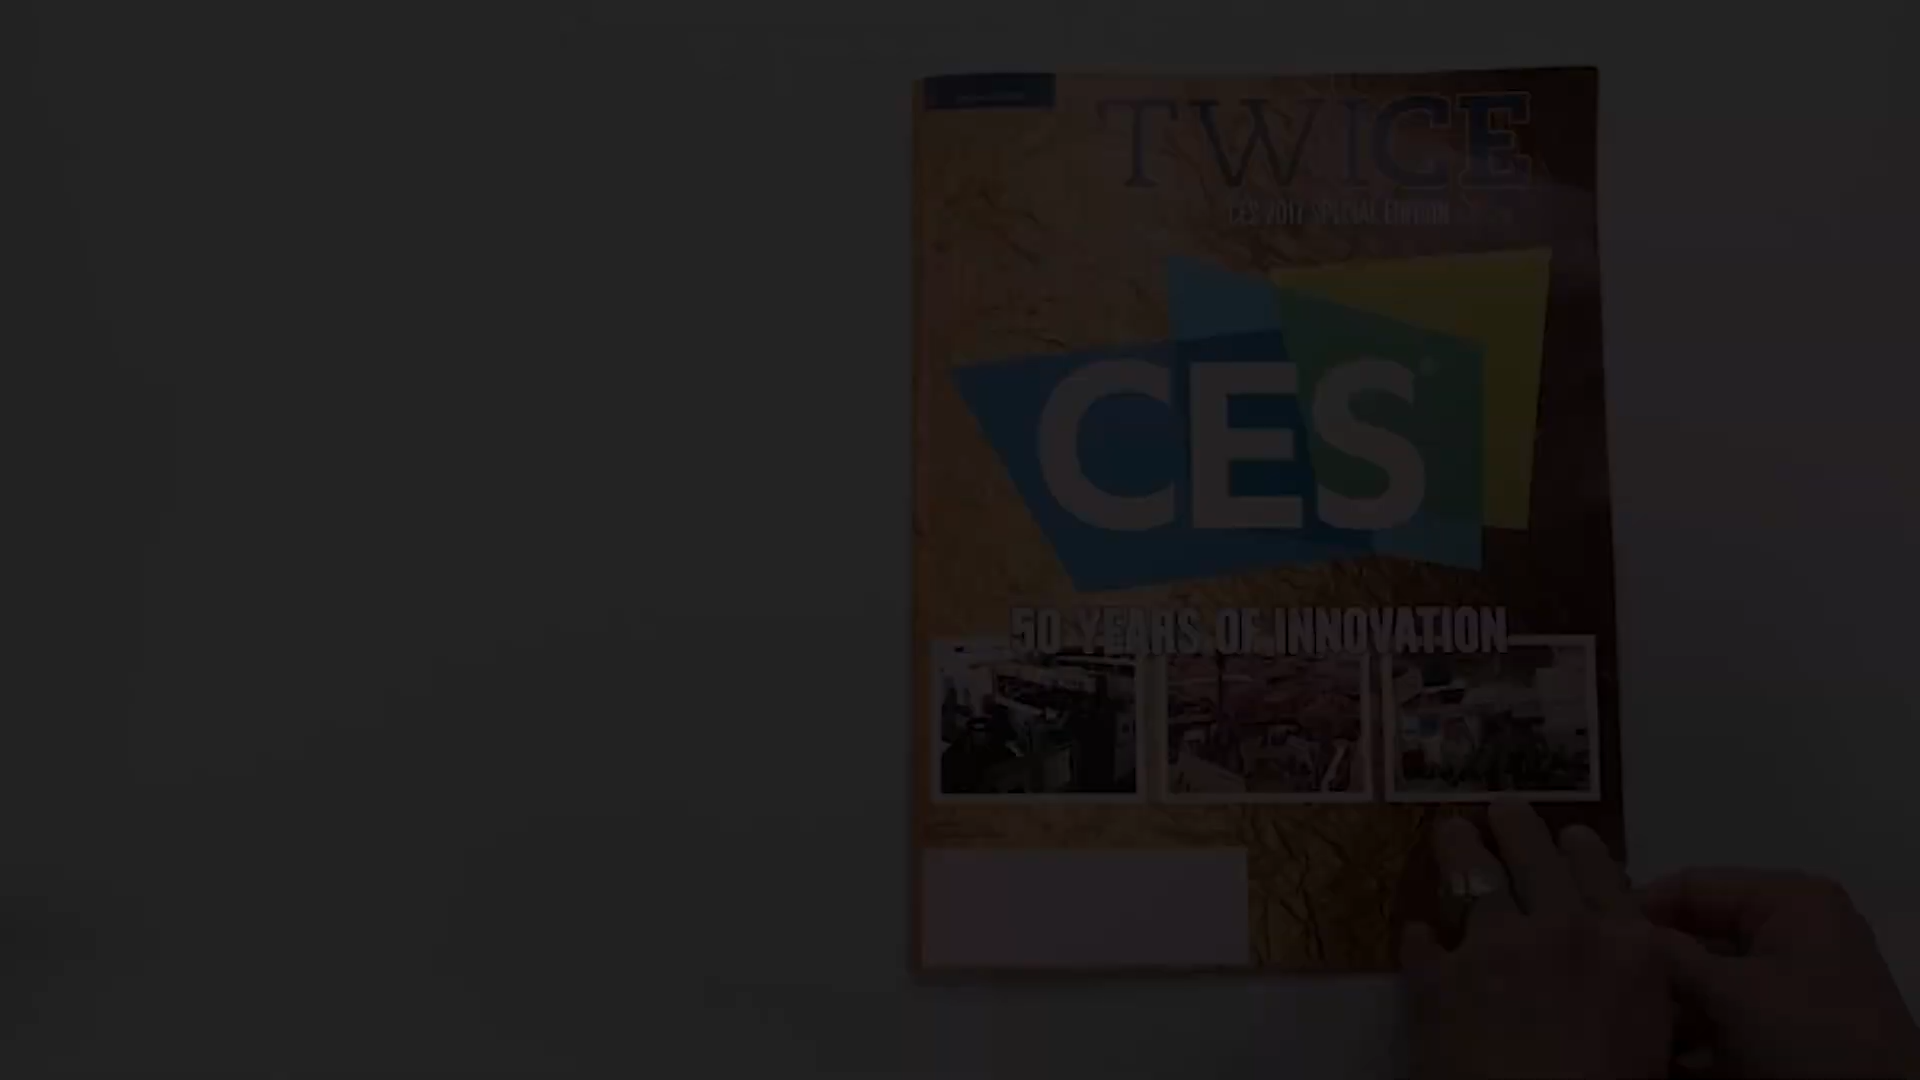 TWICE
CES 2017 SPECIAL EDITION
CES
50 YEARS OF INNOVATION